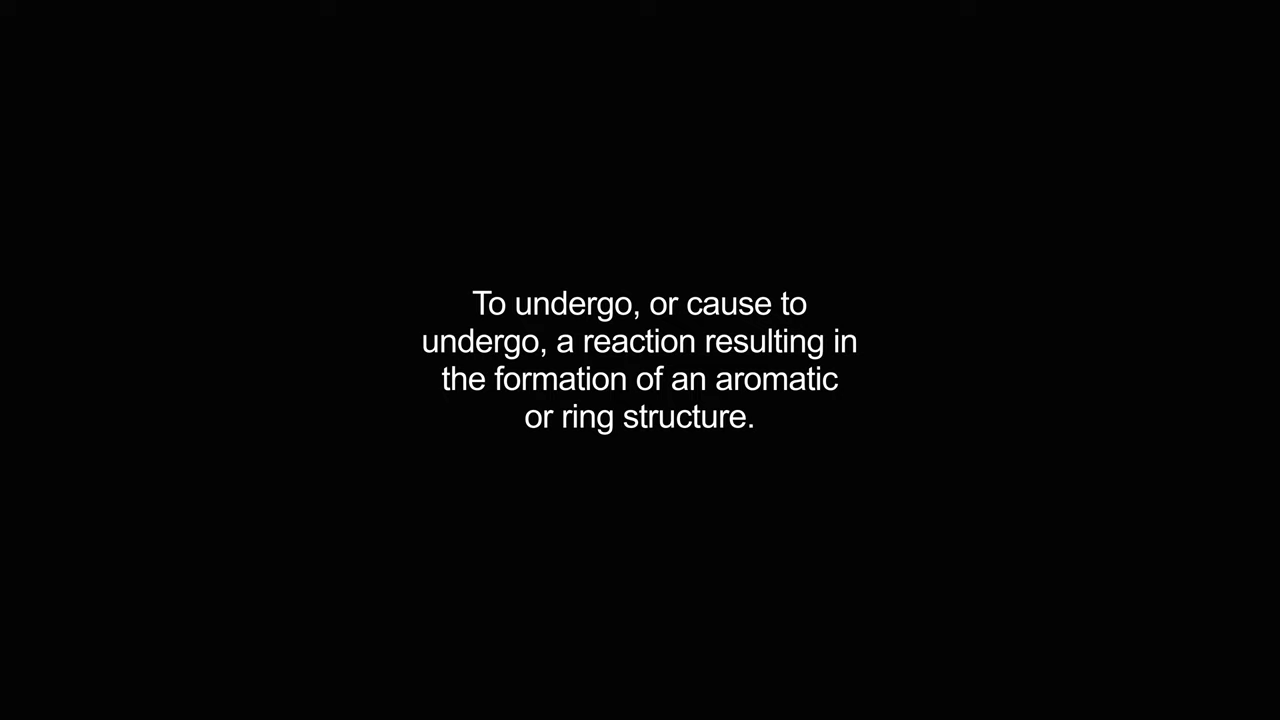 To undergo, or cause to
undergo, a reaction resulting in
the formation of an aromatic
or ring structure.